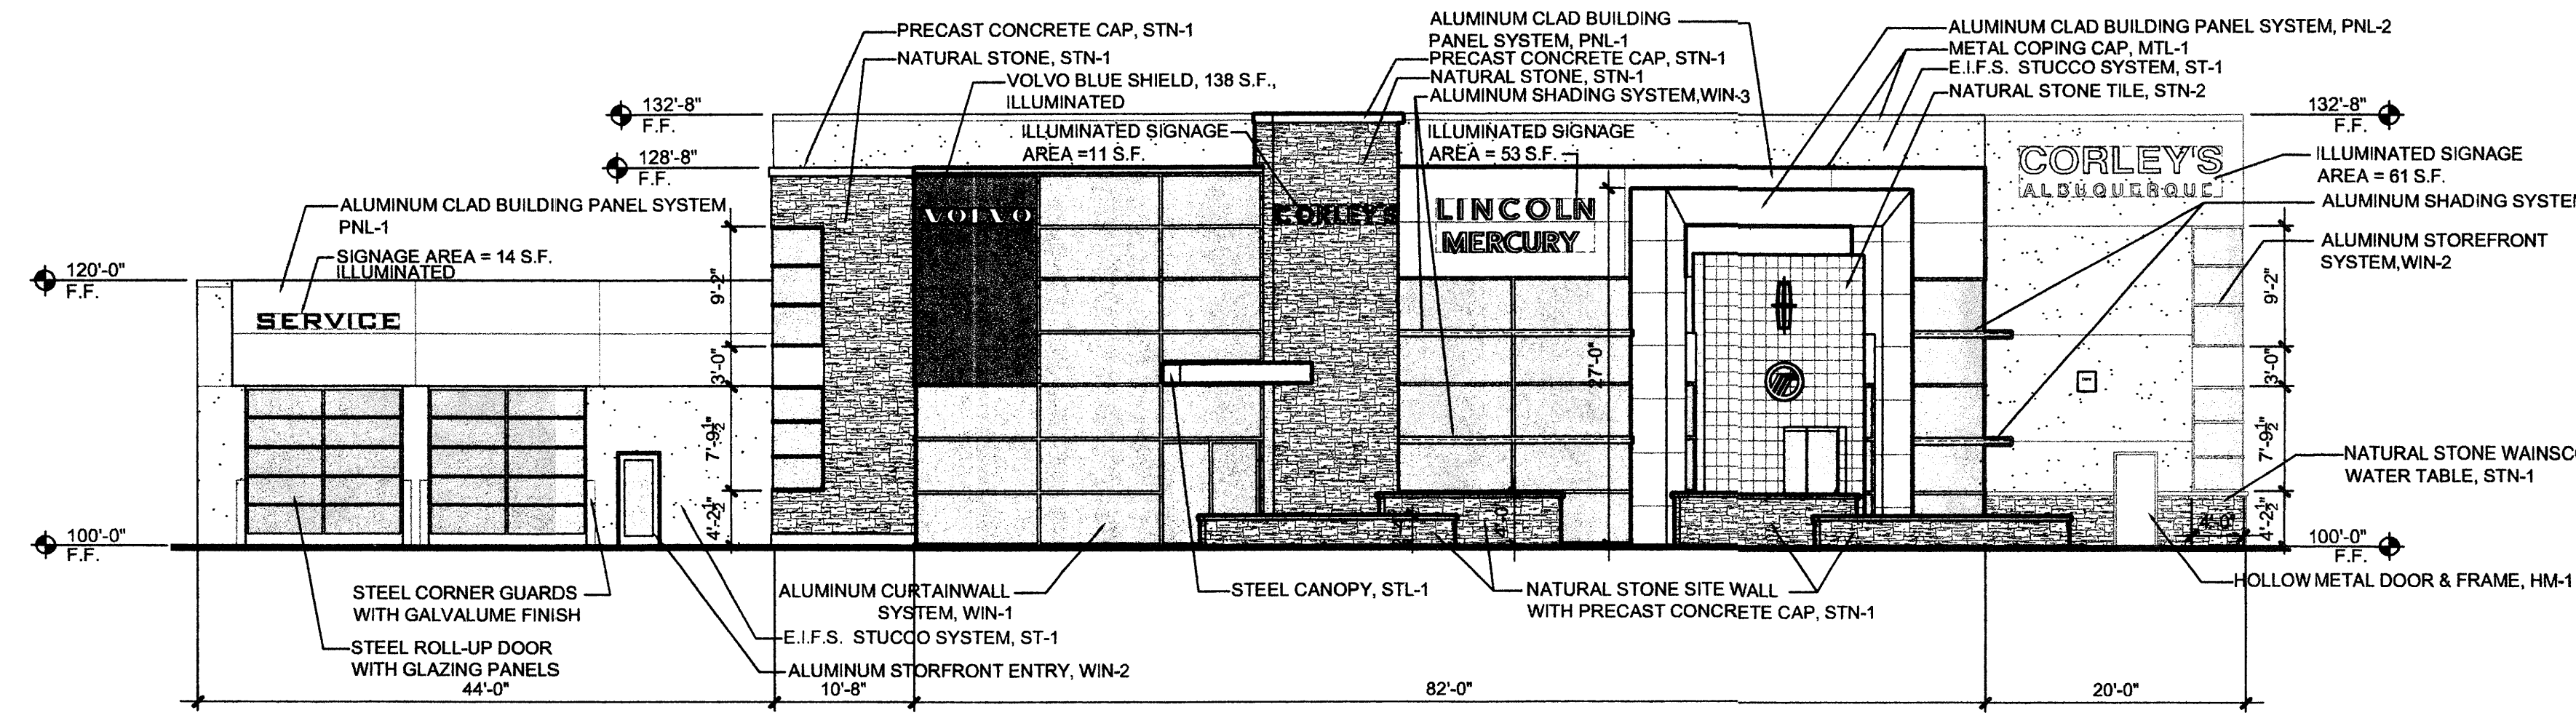 PRECAST CONCRETE CAP, STN-1
NATURAL STONE, STN-1
VOLVO BLUE SHIELD, 138 S.F.,
ILLUMINATED
ILLUMINATED SIGNAGE
AREA =11 S.F.
ALUMINUM CLAD BUILDING
PANEL SYSTEM, PNL-1
PRECAST CONCRETE CAP, STN-1
NATURAL STONE, STN-1
ALUMINUM SHADING SYSTEM,WIN-3
ILLUMINATED SIGNAGE
AREA = 53 S.F.
ALUMINUM CLAD BUILDING PANEL SYSTEM, PNL-2
METAL COPING CAP, MTL-1
E.I.F.S. STUCCO SYSTEM, ST-1
NATURAL STONE TILE, STN-2
132'-8"
F.F.
128'-8"
F.F.
132'-8"
F.F.
ILLUMINATED SIGNAGE
AREA = 61 S.F.
ALUMINUM SHADING SYSTEM
ALUMINUM STOREFRONT
SYSTEM,WIN-2
ALUMINUM CLAD BUILDING PANEL SYSTEM
PNL-1
SIGNAGE AREA = 14 S.F.
ILLUMINATED
120'-0"
F.F.
SERVICE
VOLVO
CORLEY'S
LINCOLN
MERCURY
CORLEY'S
ALBUQUERQUE
9'-2"
3'-0"
7'-9½"
4'-2½"
27'-0"
4'-0"
9'-2"
3'-0"
7'-9½"
4'-2½"
4'-0"
NATURAL STONE WAINSCO
WATER TABLE, STN-1
100'-0"
F.F.
100'-0"
F.F.
STEEL CORNER GUARDS
WITH GALVALUME FINISH
STEEL ROLL-UP DOOR
WITH GLAZING PANELS
ALUMINUM CURTAINWALL
SYSTEM, WIN-1
E.I.F.S. STUCCO SYSTEM, ST-1
ALUMINUM STORFRONT ENTRY, WIN-2
STEEL CANOPY, STL-1
NATURAL STONE SITE WALL
WITH PRECAST CONCRETE CAP, STN-1
HOLLOW METAL DOOR & FRAME, HM-1
44'-0"
10'-8"
82'-0"
20'-0"